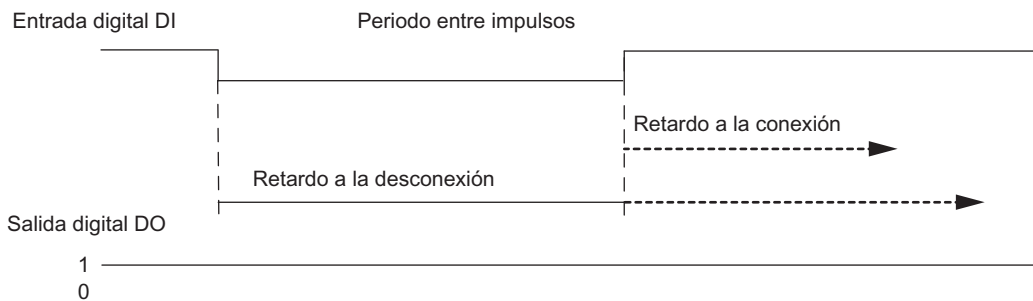 Entrada digital DI
Periodo entre impulsos
Retardo a la conexión
Retardo a la desconexión
Salida digital DO
1
0